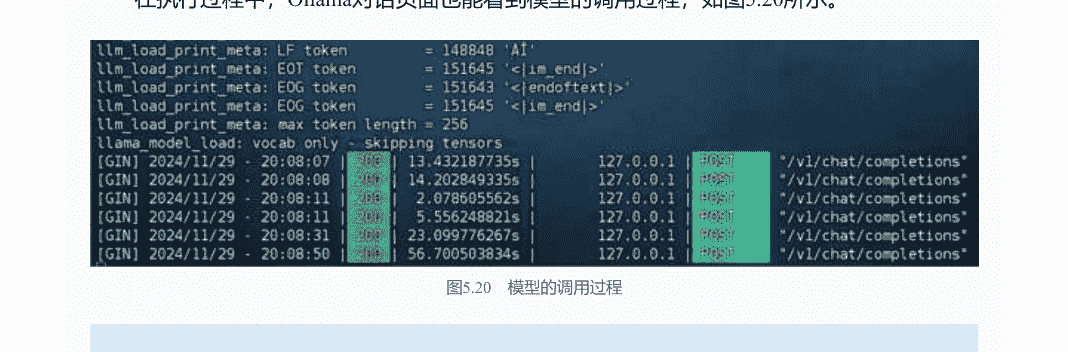 在执行过程中，Ollama对话页面也能看到模型的调用过程，如图5.20所示。
llm_load_print_meta: LF token = 148848 'ÄĬ'
llm_load_print_meta: EOT token = 151645 '<|im_end|>'
llm_load_print_meta: EOG token = 151643 '<|endoftext|>'
llm_load_print_meta: EOG token = 151645 '<|im_end|>'
llm_load_print_meta: max token length = 256
llama_model_load: vocab only - skipping tensors
[GIN] 2024/11/29 - 20:08:07 | 200 | 13.432187735s | 127.0.0.1 | POST "/v1/chat/completions"
[GIN] 2024/11/29 - 20:08:08 | 200 | 14.202849335s | 127.0.0.1 | POST "/v1/chat/completions"
[GIN] 2024/11/29 - 20:08:11 | 200 | 2.078605562s | 127.0.0.1 | POST "/v1/chat/completions"
[GIN] 2024/11/29 - 20:08:11 | 200 | 5.556248821s | 127.0.0.1 | POST "/v1/chat/completions"
[GIN] 2024/11/29 - 20:08:31 | 200 | 23.099776267s | 127.0.0.1 | POST "/v1/chat/completions"
[GIN] 2024/11/29 - 20:08:50 | 200 | 56.700503834s | 127.0.0.1 | POST "/v1/chat/completions"
图5.20 模型的调用过程